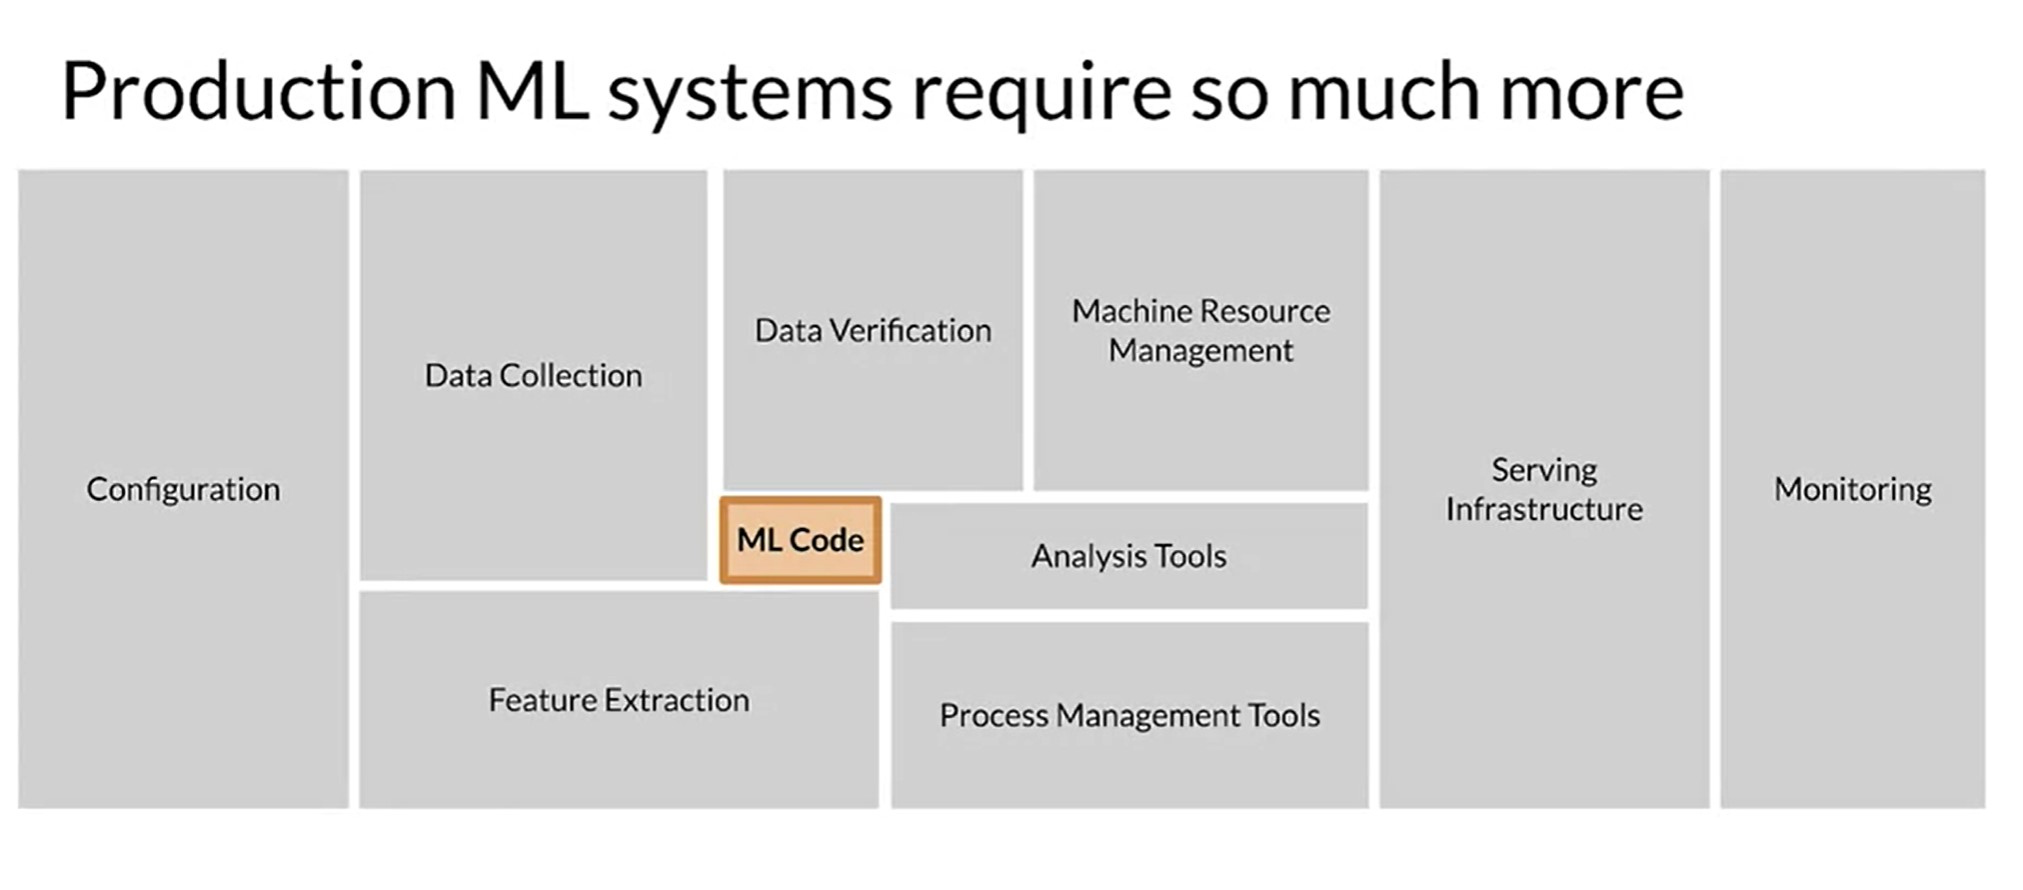 Production ML systems require so much more
Configuration
Data Collection
Data Verification
Machine Resource
Management
ML Code
Analysis Tools
Feature Extraction
Process Management Tools
Serving
Infrastructure
Monitoring